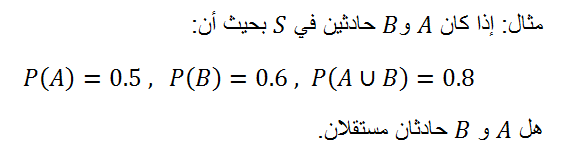 مثال: إذا كان A و B حادثين في S بحيث أن:
P(A) = 0.5 , P(B) = 0.6 , P(A ∪ B) = 0.8
هل A و B حادثان مستقلان.